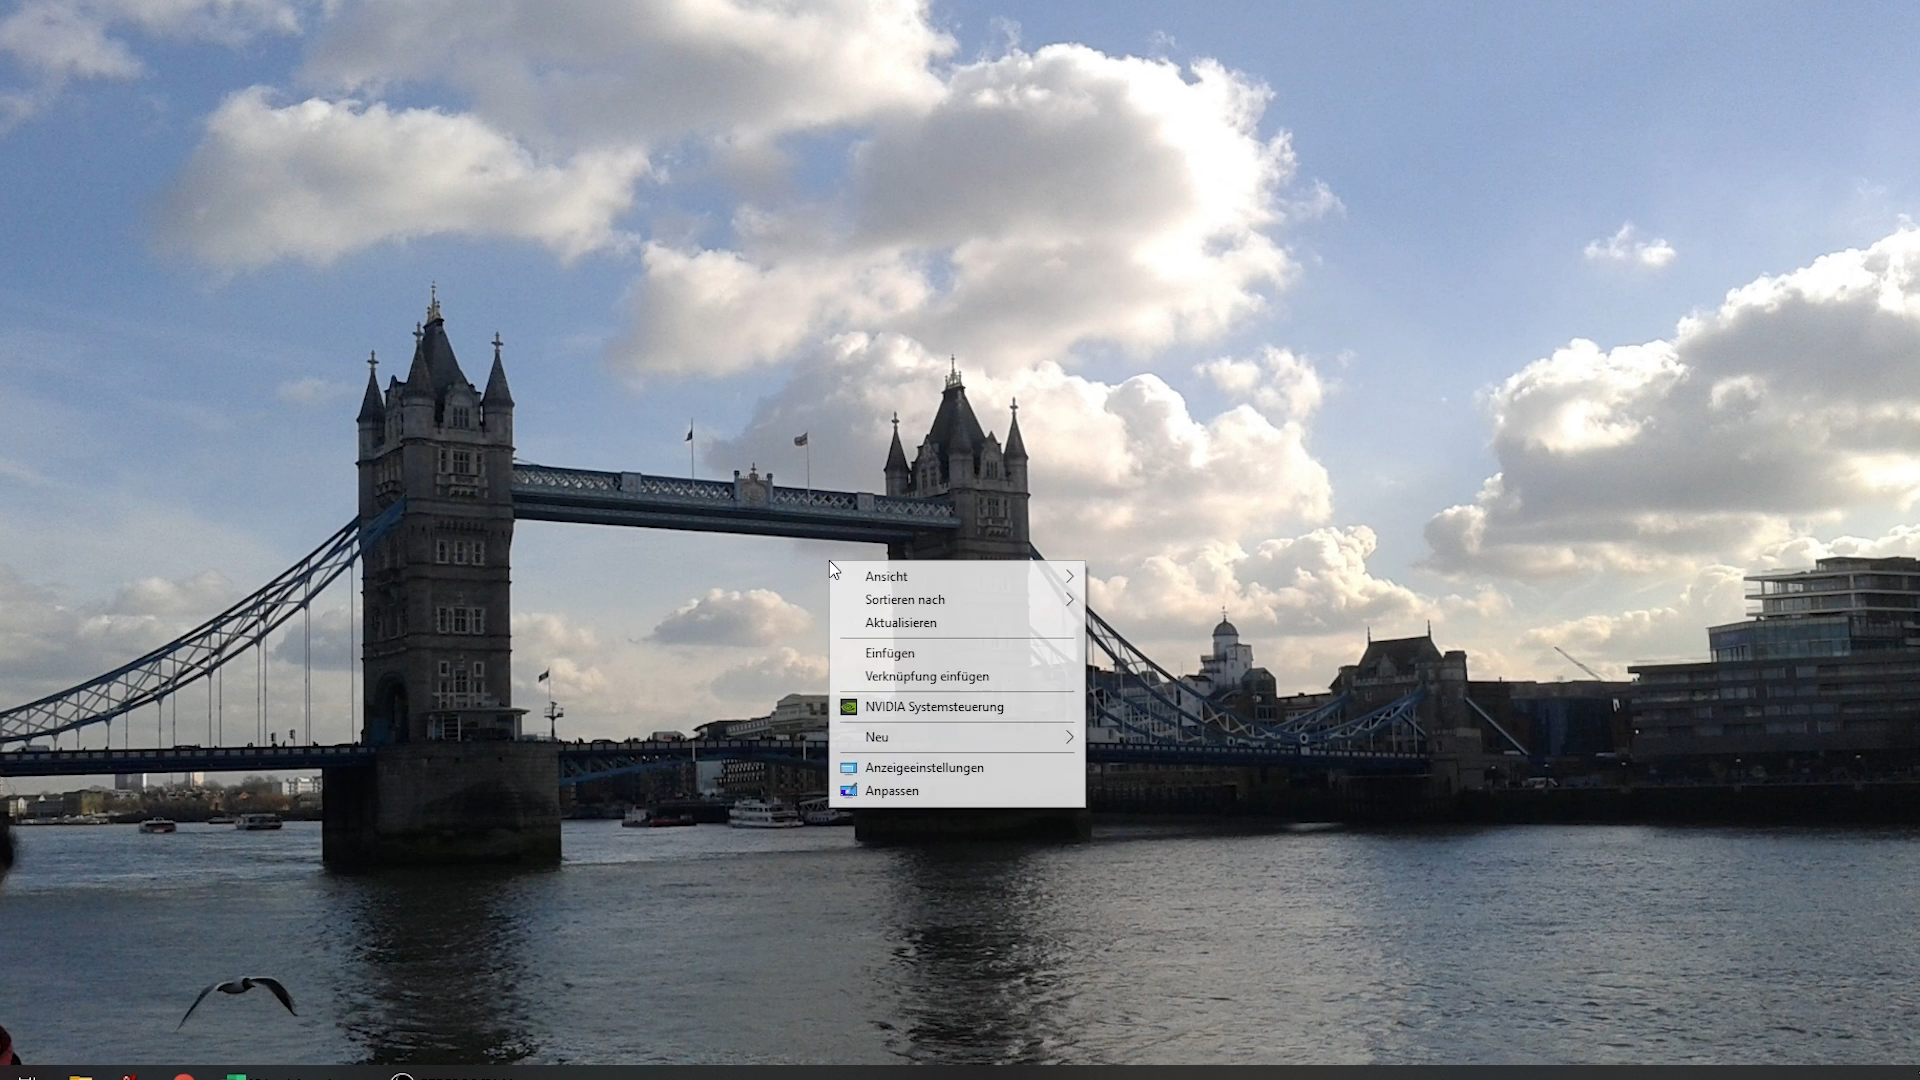 Ansicht
Sortieren nach
Aktualisieren
Einfügen
Verknüpfung einfügen
NVIDIA Systemsteuerung
Neu
Anzeigeeinstellungen
Anpassen